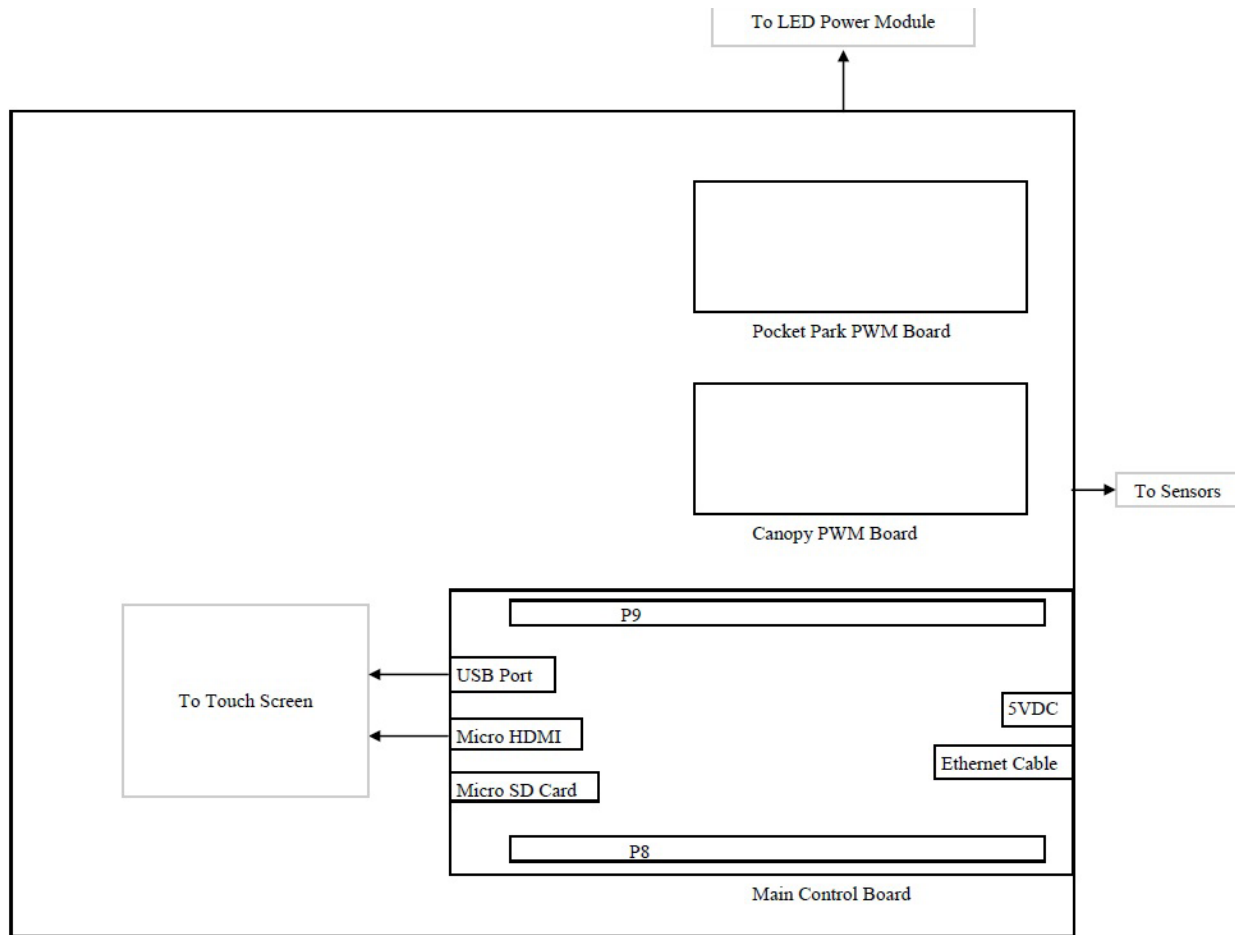 To LED Power Module
Pocket Park PWM Board
Canopy PWM Board
To Sensors
P9
USB Port
To Touch Screen
5VDC
Micro HDMI
Ethernet Cable
Micro SD Card
P8
Main Control Board